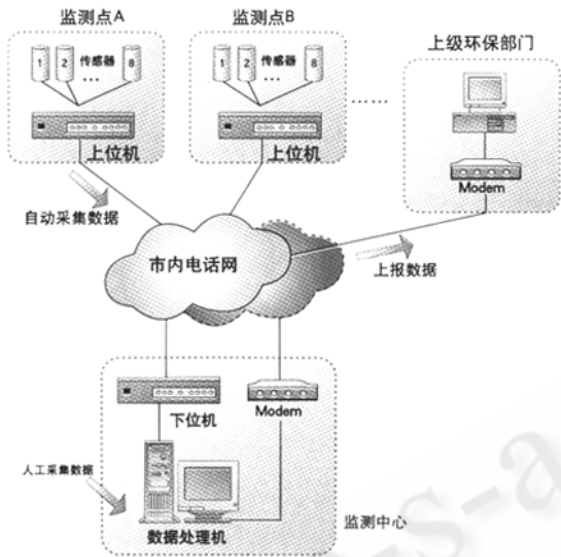 监测点A
监测点B
上级环保部门
1 2 传感器 8
...
1 2 传感器 8
...
......
上位机
上位机
Modem
自动采集数据
市内电话网
上报数据
下位机
Modem
人工采集数据
数据处理机
监测中心
s-a